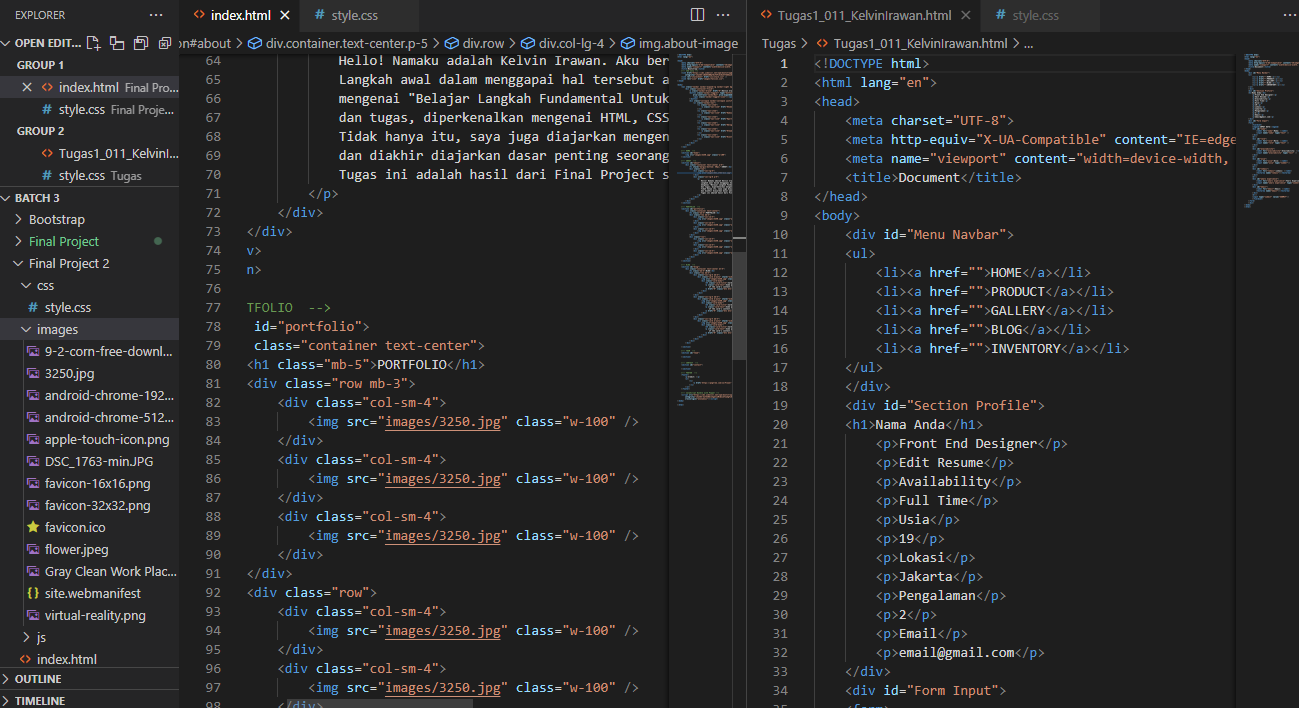 EXPLORER
OPEN EDIT...
GROUP 1
index.html Final Pro...
style.css Final Proje...
GROUP 2
Tugas1_011_KelvinI...
style.css Tugas
BATCH 3
Bootstrap
Final Project
Final Project 2
css
style.css
images
9-2-corn-free-downl...
3250.jpg
android-chrome-192...
android-chrome-512...
apple-touch-icon.png
DSC_1763-min.JPG
favicon-16x16.png
favicon-32x32.png
favicon.ico
flower.jpeg
Gray Clean Work Plac...
site.webmanifest
virtual-reality.png
js
index.html
OUTLINE
TIMELINE
index.html
style.css
on#about > div.container.text-center.p-5 > div.row > div.col-lg-4 > img.about-image
64 Hello! Namaku adalah Kelvin Irawan. Aku ber
65 Langkah awal dalam menggapai hal tersebut a
66 mengenai "Belajar Langkah Fundamental Untuk
67 dan tugas, diperkenalkan mengenai HTML, CSS
68 Tidak hanya itu, saya juga diajarkan mengen
69 dan diakhir diajarkan dasar penting seorang
70 Tugas ini adalah hasil dari Final Project s
71 </p>
72 </div>
73 </div>
74 v>
75 n>
76
77 TFOLIO -->
78 id="portfolio">
79 class="container text-center">
80 <h1 class="mb-5">PORTFOLIO</h1>
81 <div class="row mb-3">
82 <div class="col-sm-4">
83 <img src="images/3250.jpg" class="w-100" />
84 </div>
85 <div class="col-sm-4">
86 <img src="images/3250.jpg" class="w-100" />
87 </div>
88 <div class="col-sm-4">
89 <img src="images/3250.jpg" class="w-100" />
90 </div>
91 </div>
92 <div class="row">
93 <div class="col-sm-4">
94 <img src="images/3250.jpg" class="w-100" />
95 </div>
96 <div class="col-sm-4">
97 <img src="images/3250.jpg" class="w-100" />
98 </div>
Tugas1_011_KelvinIrawan.html
style.css
Tugas > Tugas1_011_KelvinIrawan.html > ...
1 <!DOCTYPE html>
2 <html lang="en">
3 <head>
4 <meta charset="UTF-8">
5 <meta http-equiv="X-UA-Compatible" content="IE=edge
6 <meta name="viewport" content="width=device-width,
7 <title>Document</title>
8 </head>
9 <body>
10 <div id="Menu Navbar">
11 <ul>
12 <li><a href="">HOME</a></li>
13 <li><a href="">PRODUCT</a></li>
14 <li><a href="">GALLERY</a></li>
15 <li><a href="">BLOG</a></li>
16 <li><a href="">INVENTORY</a></li>
17 </ul>
18 </div>
19 <div id="Section Profile">
20 <h1>Nama Anda</h1>
21 <p>Front End Designer</p>
22 <p>Edit Resume</p>
23 <p>Availability</p>
24 <p>Full Time</p>
25 <p>Usia</p>
26 <p>19</p>
27 <p>Lokasi</p>
28 <p>Jakarta</p>
29 <p>Pengalaman</p>
30 <p>2</p>
31 <p>Email</p>
32 <p>email@gmail.com</p>
33 </div>
34 <div id="Form Input">
35 <form>